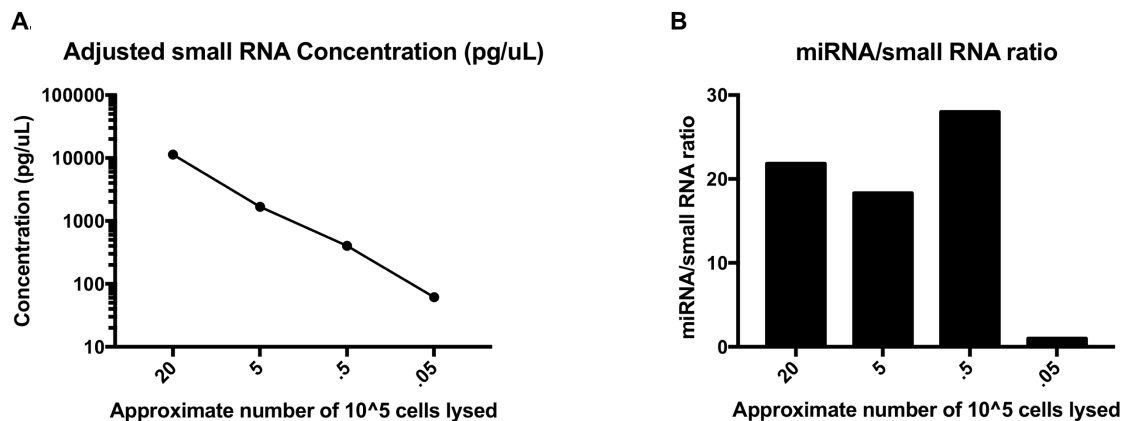 A.
Adjusted small RNA Concentration (pg/uL)
Concentration (pg/uL)
100000
10000
1000
100
10
20
5
.5
.05
Approximate number of 10^5 cells lysed
B
miRNA/small RNA ratio
miRNA/small RNA ratio
30
20
10
0
20
5
.5
.05
Approximate number of 10^5 cells lysed